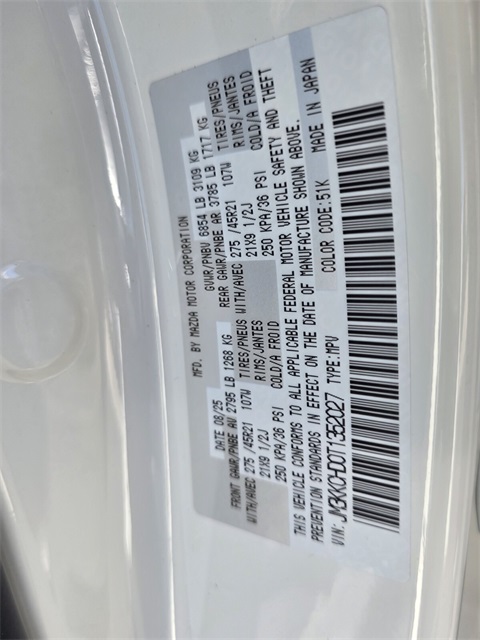 MFD. BY MAZDA MOTOR CORPORATION
DATE 08/25 GVWR/PNBV 6854 LB 3109 KG
FRONT GAWR/PNBE AV 2795 LB 1268 KG REAR GAWR/PNBE AR 3785 LB 1717 KG
WITH/AVEC 275 /45R21 107W TIRES/PNEUS WITH/AVEC 275 /45R21 107W TIRES/PNEUS
21X9 1/2J RIMS/JANTES 21X9 1/2J RIMS/JANTES
250 KPA/36 PSI COLD/A FROID 250 KPA/36 PSI COLD/A FROID
THIS VEHICLE CONFORMS TO ALL APPLICABLE FEDERAL MOTOR VEHICLE SAFETY AND THEFT
PREVENTION STANDARDS IN EFFECT ON THE DATE OF MANUFACTURE SHOWN ABOVE.
VIN: JM3KKCHD0T1352027 TYPE:MPV COLOR CODE:51K MADE IN JAPAN